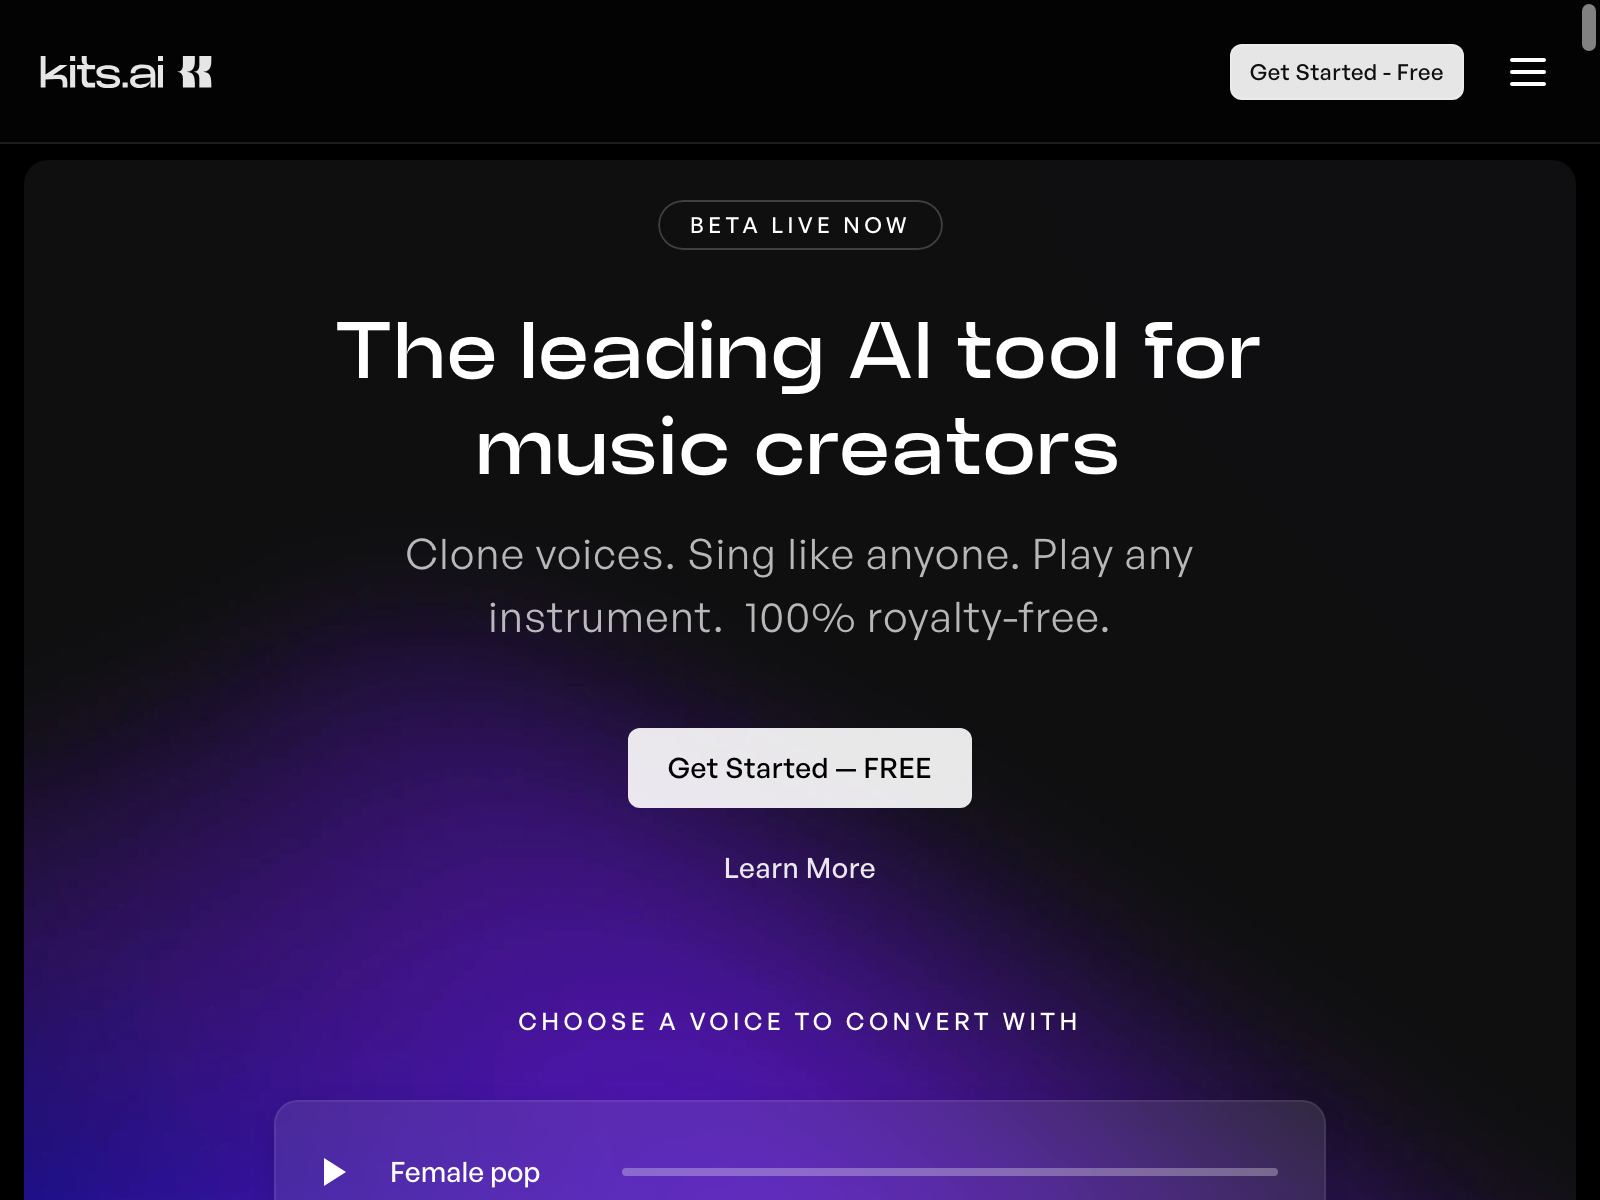 kits.ai
Get Started - Free
BETA LIVE NOW
The leading AI tool for
music creators
Clone voices. Sing like anyone. Play any
instrument. 100% royalty-free.
Get Started — FREE
Learn More
CHOOSE A VOICE TO CONVERT WITH
Female pop